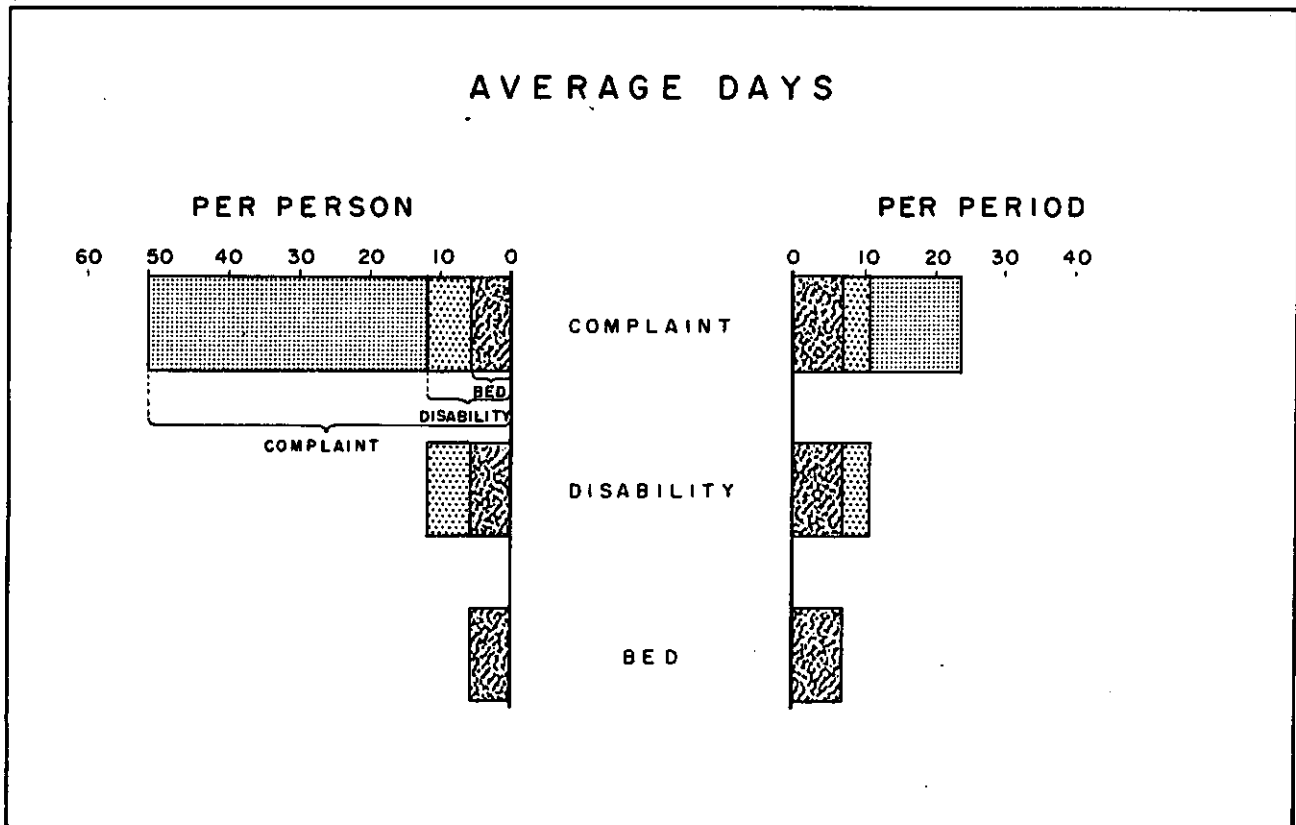 AVERAGE DAYS
PER PERSON
PER PERIOD
60 50 40 30 20 10 0
0 10 20 30 40
COMPLAINT
BED
DISABILITY
COMPLAINT
DISABILITY
BED